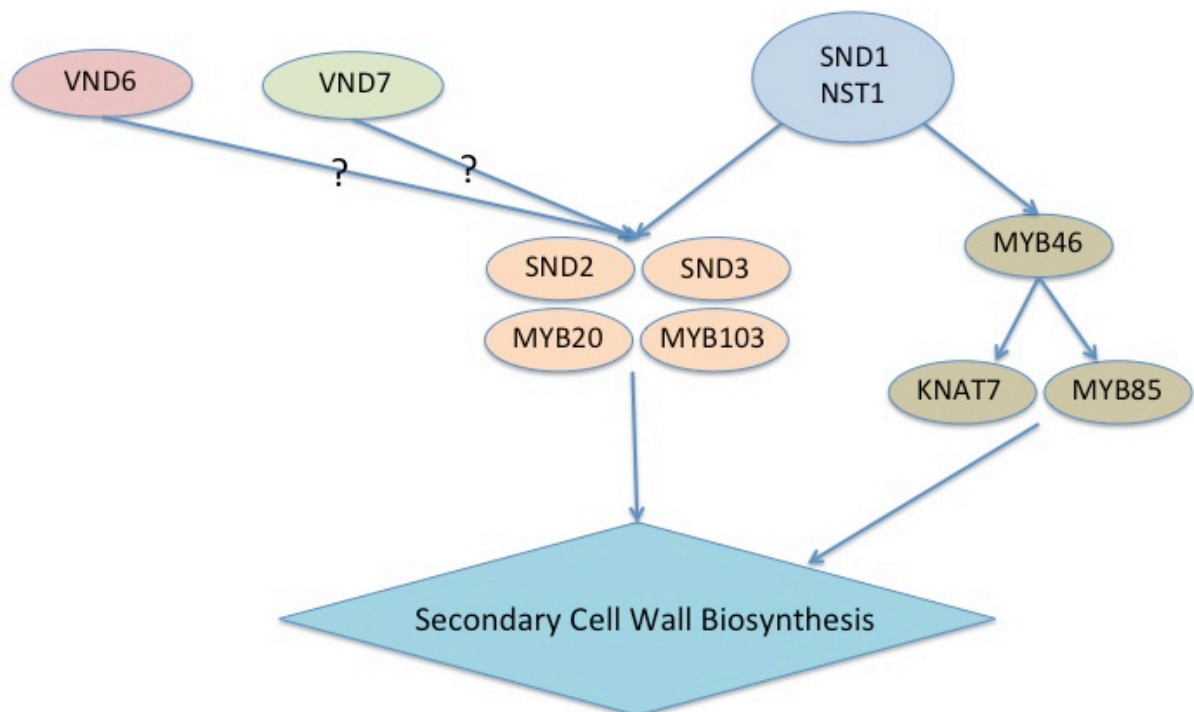 SND1
NST1
VND6
VND7
?
?
MYB46
SND2
SND3
MYB20
MYB103
KNAT7
MYB85
Secondary Cell Wall Biosynthesis